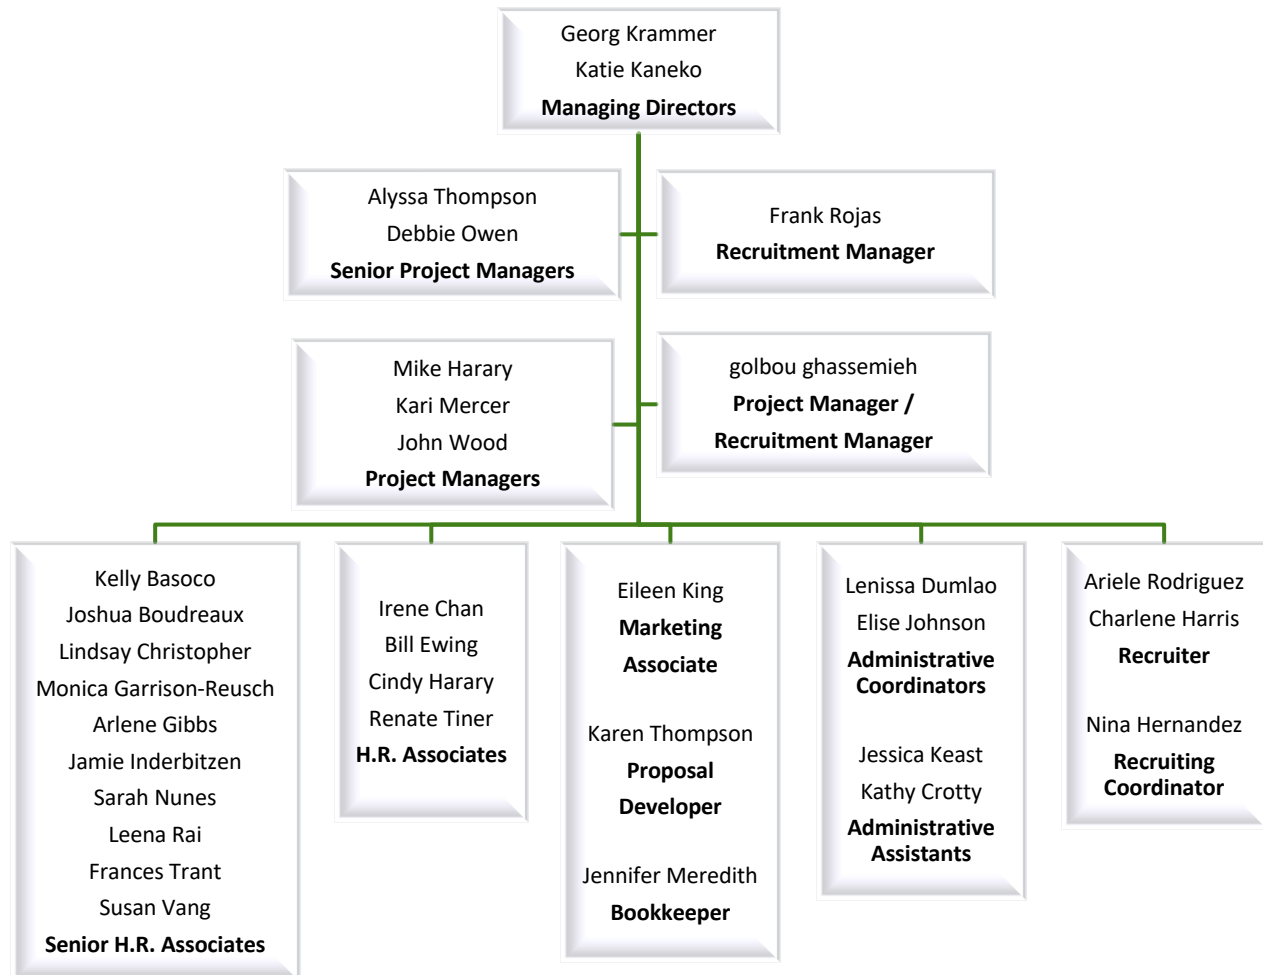 Georg Krammer
Katie Kaneko
Managing Directors
Alyssa Thompson
Debbie Owen
Senior Project Managers
Frank Rojas
Recruitment Manager
Mike Harary
Kari Mercer
John Wood
Project Managers
golbou ghassemieh
Project Manager /
Recruitment Manager
Kelly Basoco
Joshua Boudreaux
Lindsay Christopher
Monica Garrison-Reusch
Arlene Gibbs
Jamie Inderbitzen
Sarah Nunes
Leena Rai
Frances Trant
Susan Vang
Senior H.R. Associates
Irene Chan
Bill Ewing
Cindy Harary
Renate Tiner
H.R. Associates
Eileen King
Marketing
Associate
Karen Thompson
Proposal
Developer
Jennifer Meredith
Bookkeeper
Lenissa Dumlao
Elise Johnson
Administrative
Coordinators
Jessica Keast
Kathy Crotty
Administrative
Assistants
Ariele Rodriguez
Charlene Harris
Recruiter
Nina Hernandez
Recruiting
Coordinator